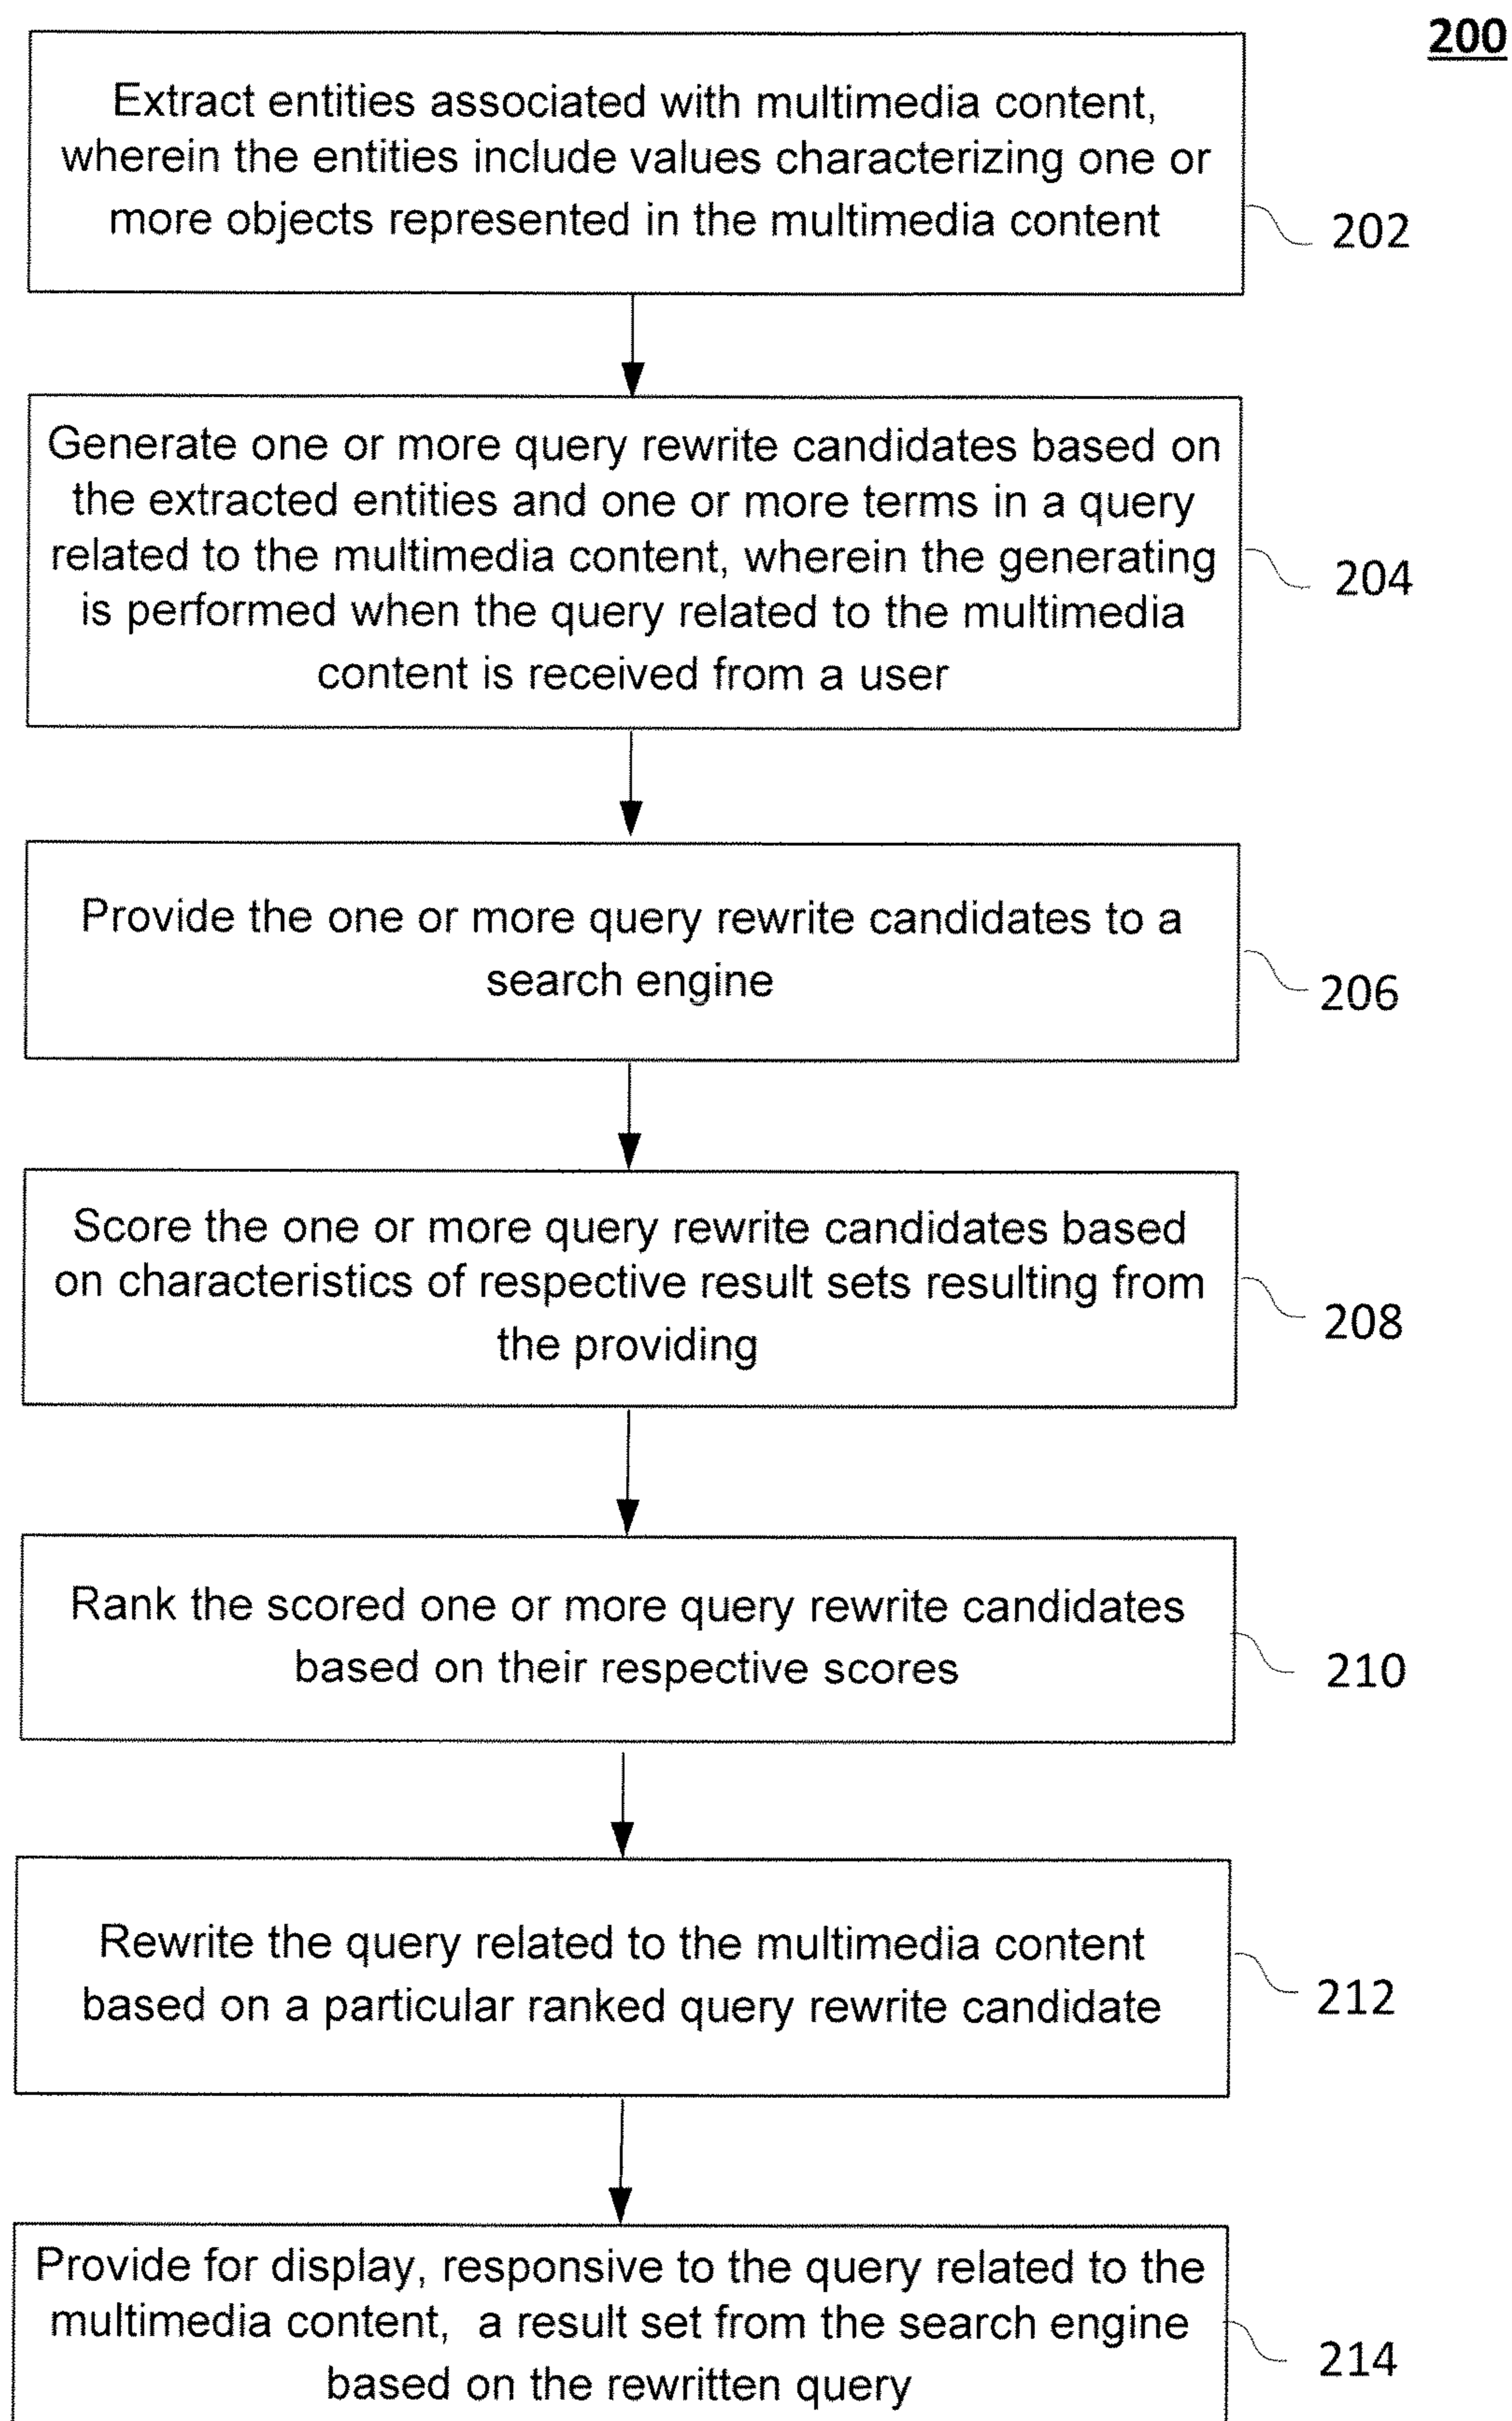 200
Extract entities associated with multimedia content,
wherein the entities include values characterizing one or
more objects represented in the multimedia content
202
Generate one or more query rewrite candidates based on
the extracted entities and one or more terms in a query
related to the multimedia content, wherein the generating
is performed when the query related to the multimedia
content is received from a user
204
Provide the one or more query rewrite candidates to a
search engine
206
Score the one or more query rewrite candidates based
on characteristics of respective result sets resulting from
the providing
208
Rank the scored one or more query rewrite candidates
based on their respective scores
210
Rewrite the query related to the multimedia content
based on a particular ranked query rewrite candidate
212
Provide for display, responsive to the query related to the
multimedia content, a result set from the search engine
based on the rewritten query
214